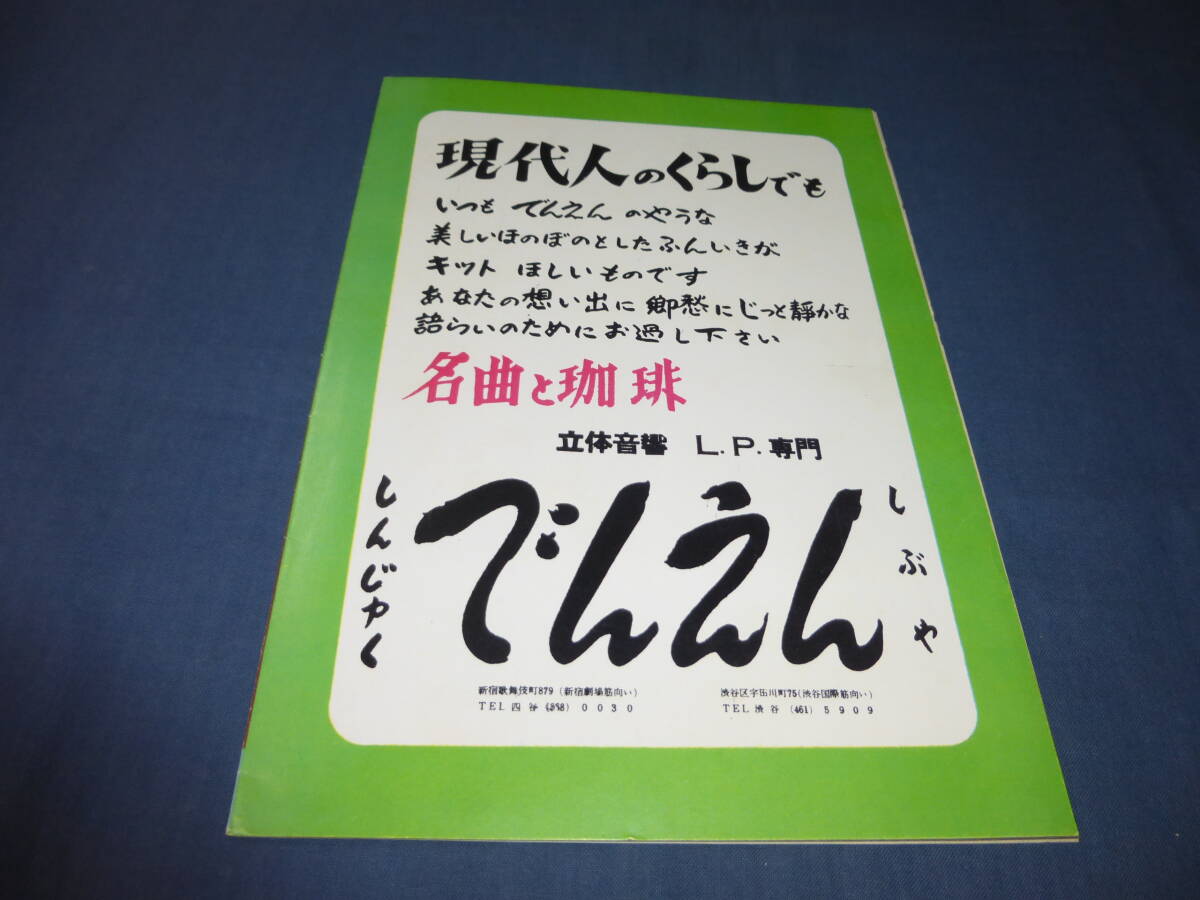 現代人のくらしでも
いつも でんえん のやうな
美しいほのぼのとしたふんいきが
キット ほしいものです
あなたの想い出に 郷愁にじっと靜かな
語らいのためにお過し下さい
名曲と珈琲
立体音響 L.P.専門
しんじゆく
でんえん
しぶや
新宿歌舞伎町879(新宿劇場筋向い)
TEL 四谷 0030
渋谷区宇田川町75(渋谷国際筋向い)
TEL 渋谷 (461) 5909